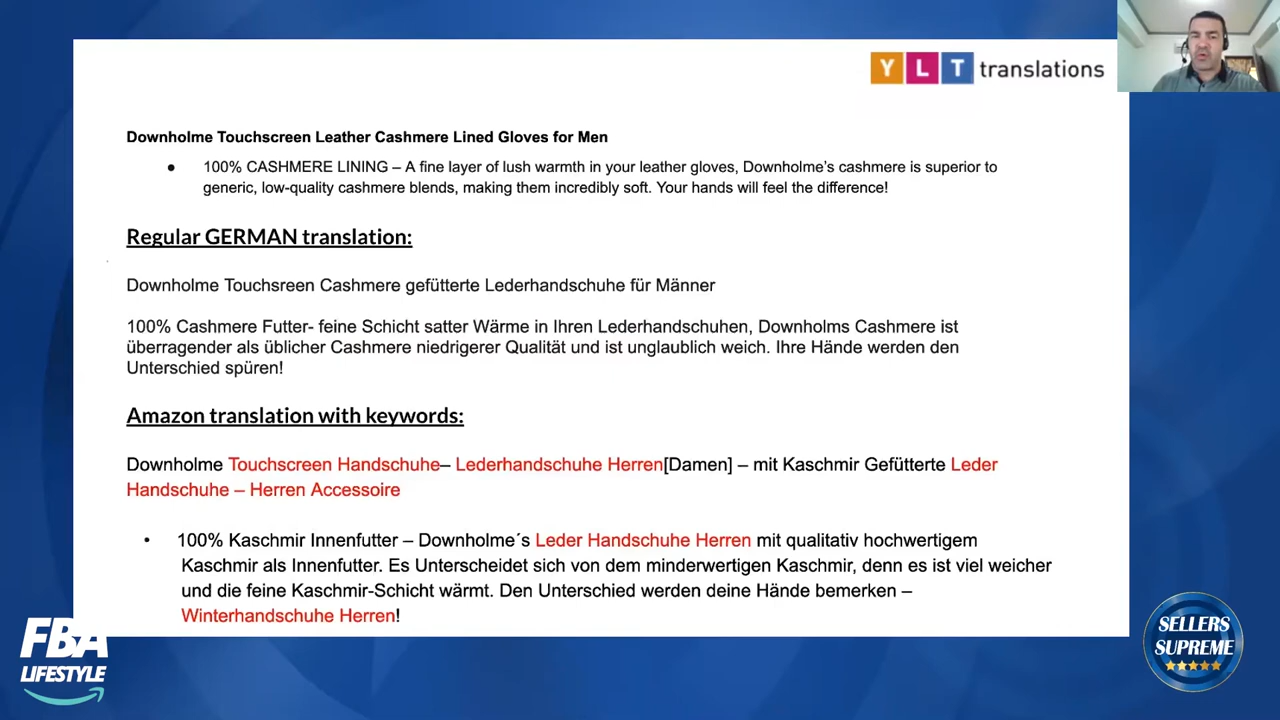 Y L T translations
Downholme Touchscreen Leather Cashmere Lined Gloves for Men
● 100% CASHMERE LINING – A fine layer of lush warmth in your leather gloves, Downholme’s cashmere is superior to
generic, low-quality cashmere blends, making them incredibly soft. Your hands will feel the difference!
Regular GERMAN translation:
Downholme Touchsreen Cashmere gefütterte Lederhandschuhe für Männer
100% Cashmere Futter- feine Schicht satter Wärme in Ihren Lederhandschuhen, Downholms Cashmere ist
überragender als üblicher Cashmere niedrigerer Qualität und ist unglaublich weich. Ihre Hände werden den
Unterschied spüren!
Amazon translation with keywords:
Downholme Touchscreen Handschuhe– Lederhandschuhe Herren[Damen] – mit Kaschmir Gefütterte Leder
Handschuhe – Herren Accessoire
• 100% Kaschmir Innenfutter – Downholme´s Leder Handschuhe Herren mit qualitativ hochwertigem
Kaschmir als Innenfutter. Es Unterscheidet sich von dem minderwertigen Kaschmir, denn es ist viel weicher
und die feine Kaschmir-Schicht wärmt. Den Unterschied werden deine Hände bemerken –
Winterhandschuhe Herren!
FBA
LIFESTYLE
SELLERS
SUPREME